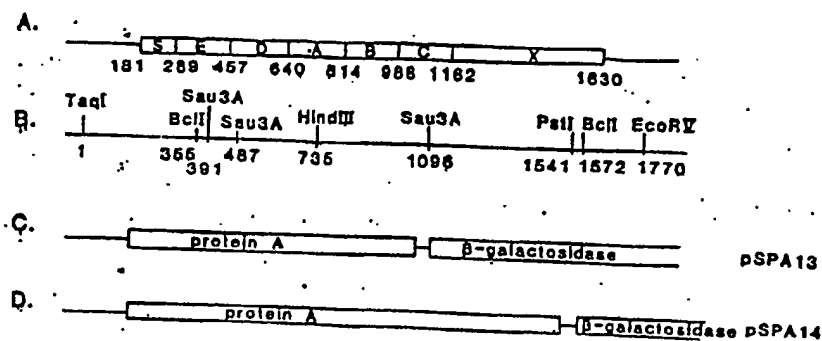 A.
S E D A B C X
181 269 457 640 814 988 1162 1630
B.
TaqI BclI Sau3A Sau3A HindIII Sau3A PstI BclI EcoRV
1 355 391 487 735 1096 1541 1572 1770
C.
protein A β-galactosidase pSPA13
D.
protein A β-galactosidase pSPA14